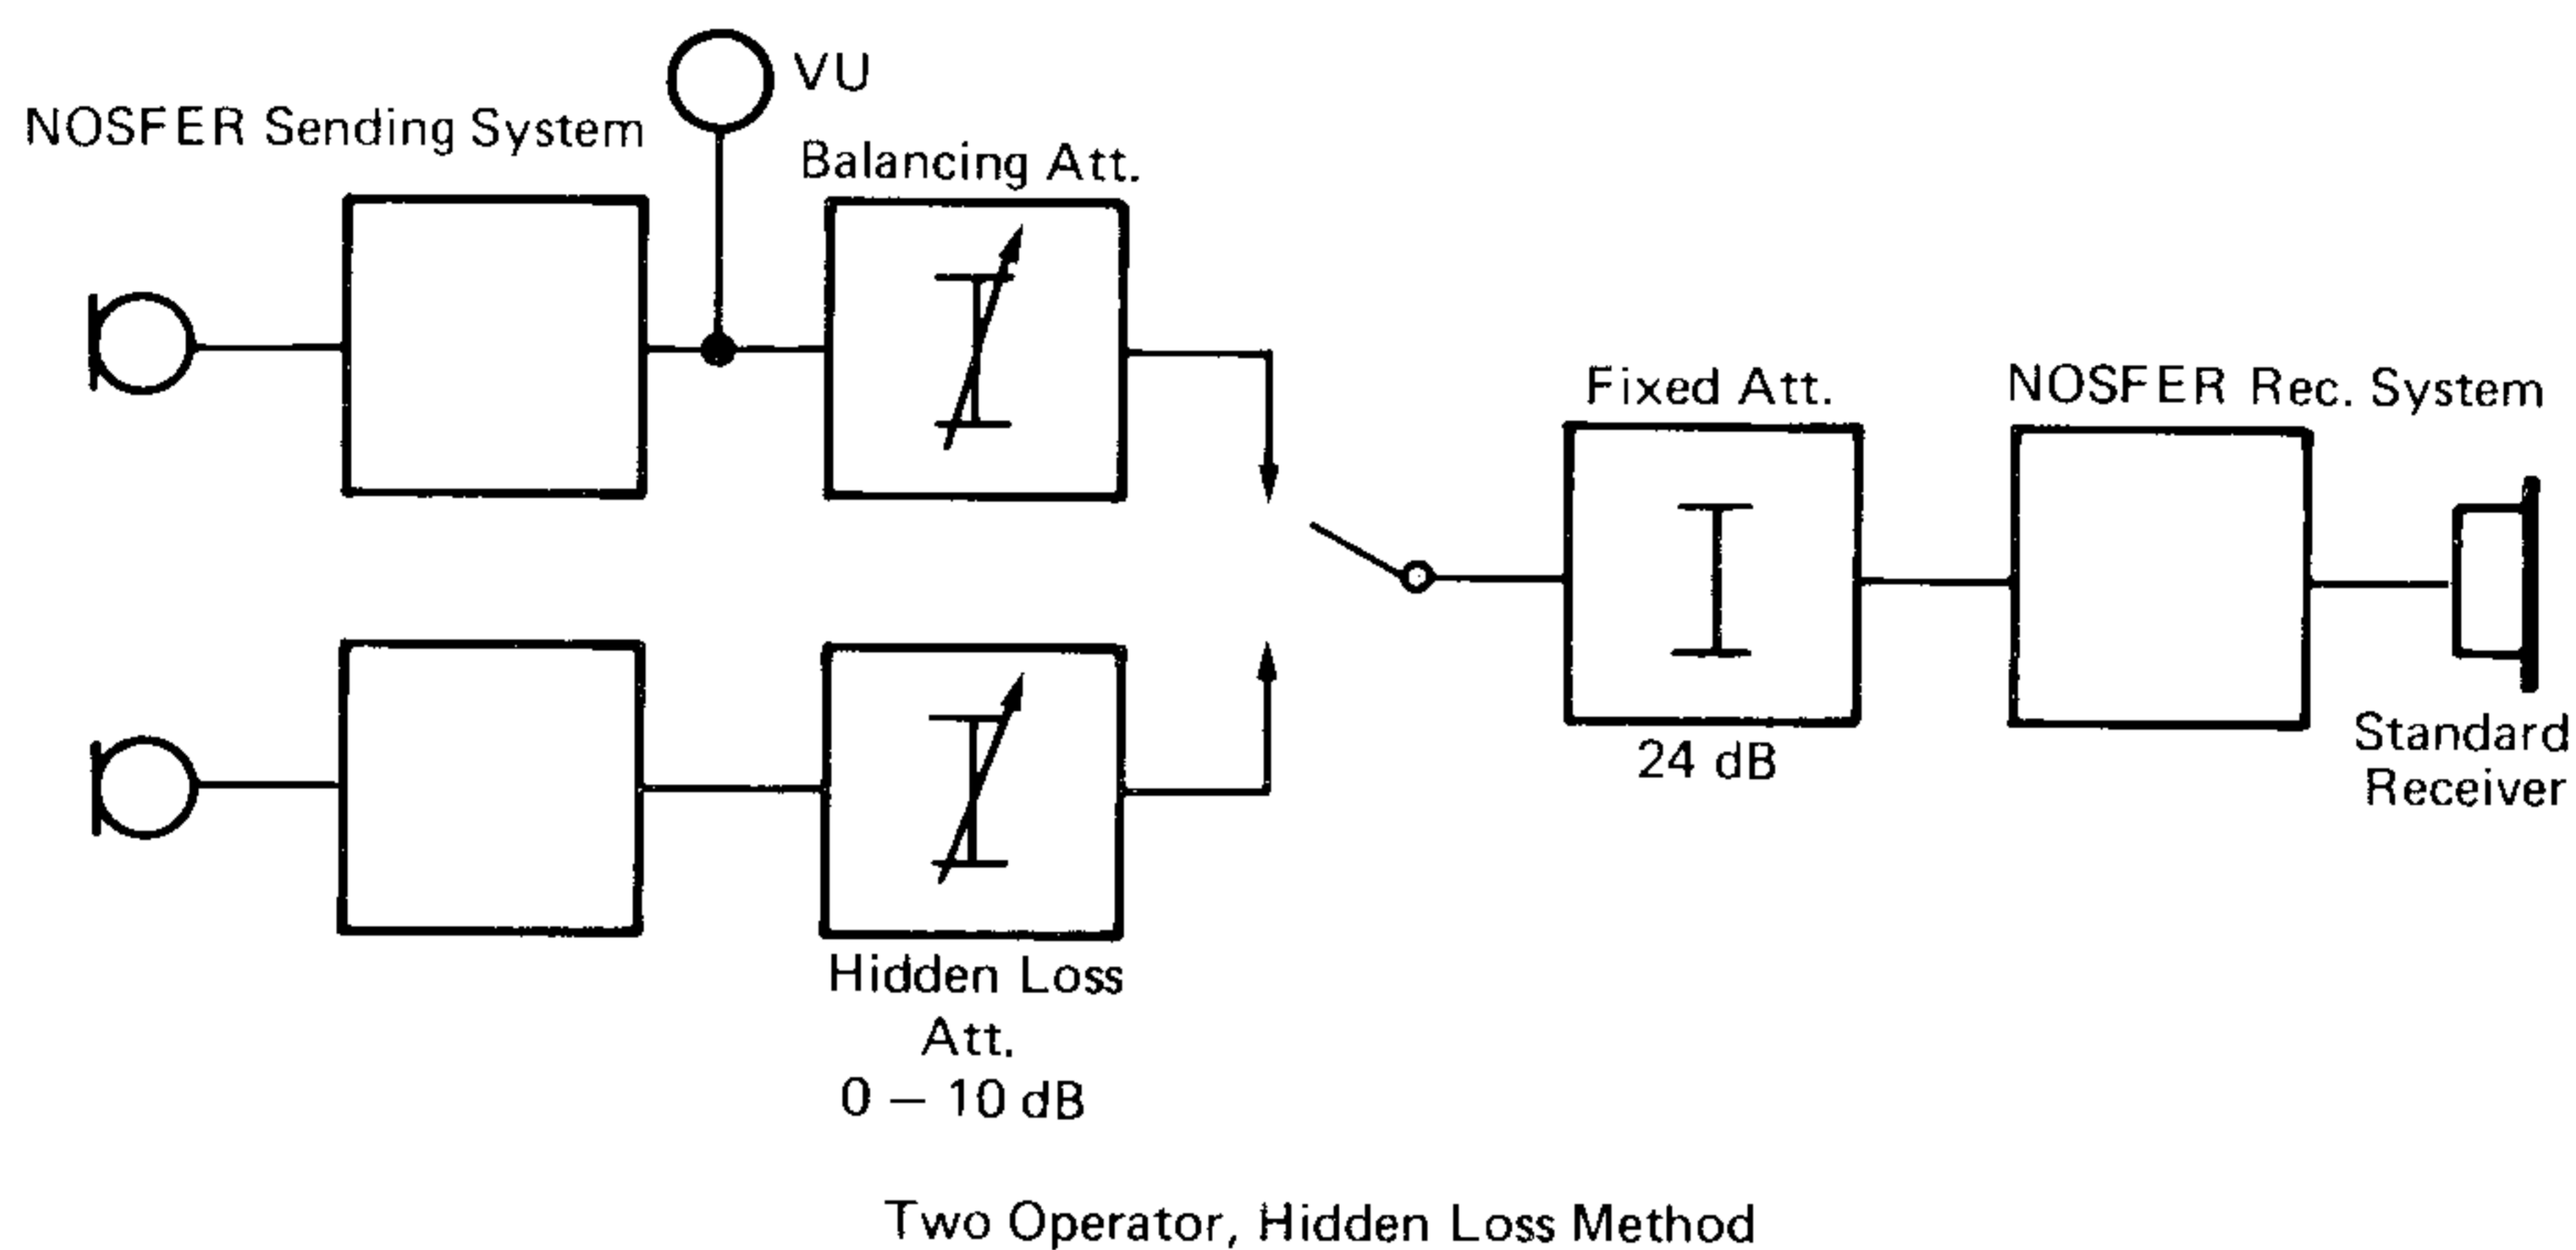 VU
NOSFER Sending System
Balancing Att.
Fixed Att.
NOSFER Rec. System
24 dB
Standard
Receiver
Hidden Loss
Att.
0 – 10 dB
Two Operator, Hidden Loss Method